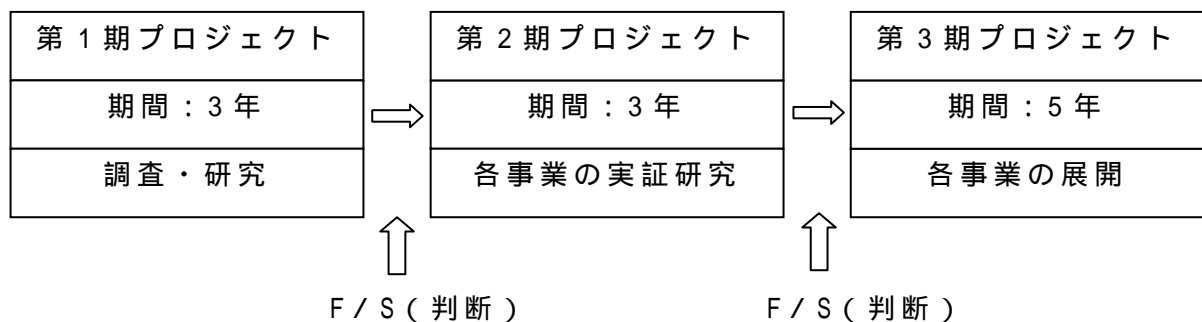 第1期プロジェクト
期間：3年
調査・研究
第2期プロジェクト
期間：3年
各事業の実証研究
第3期プロジェクト
期間：5年
各事業の展開
F/S(判断)
F/S(判断)